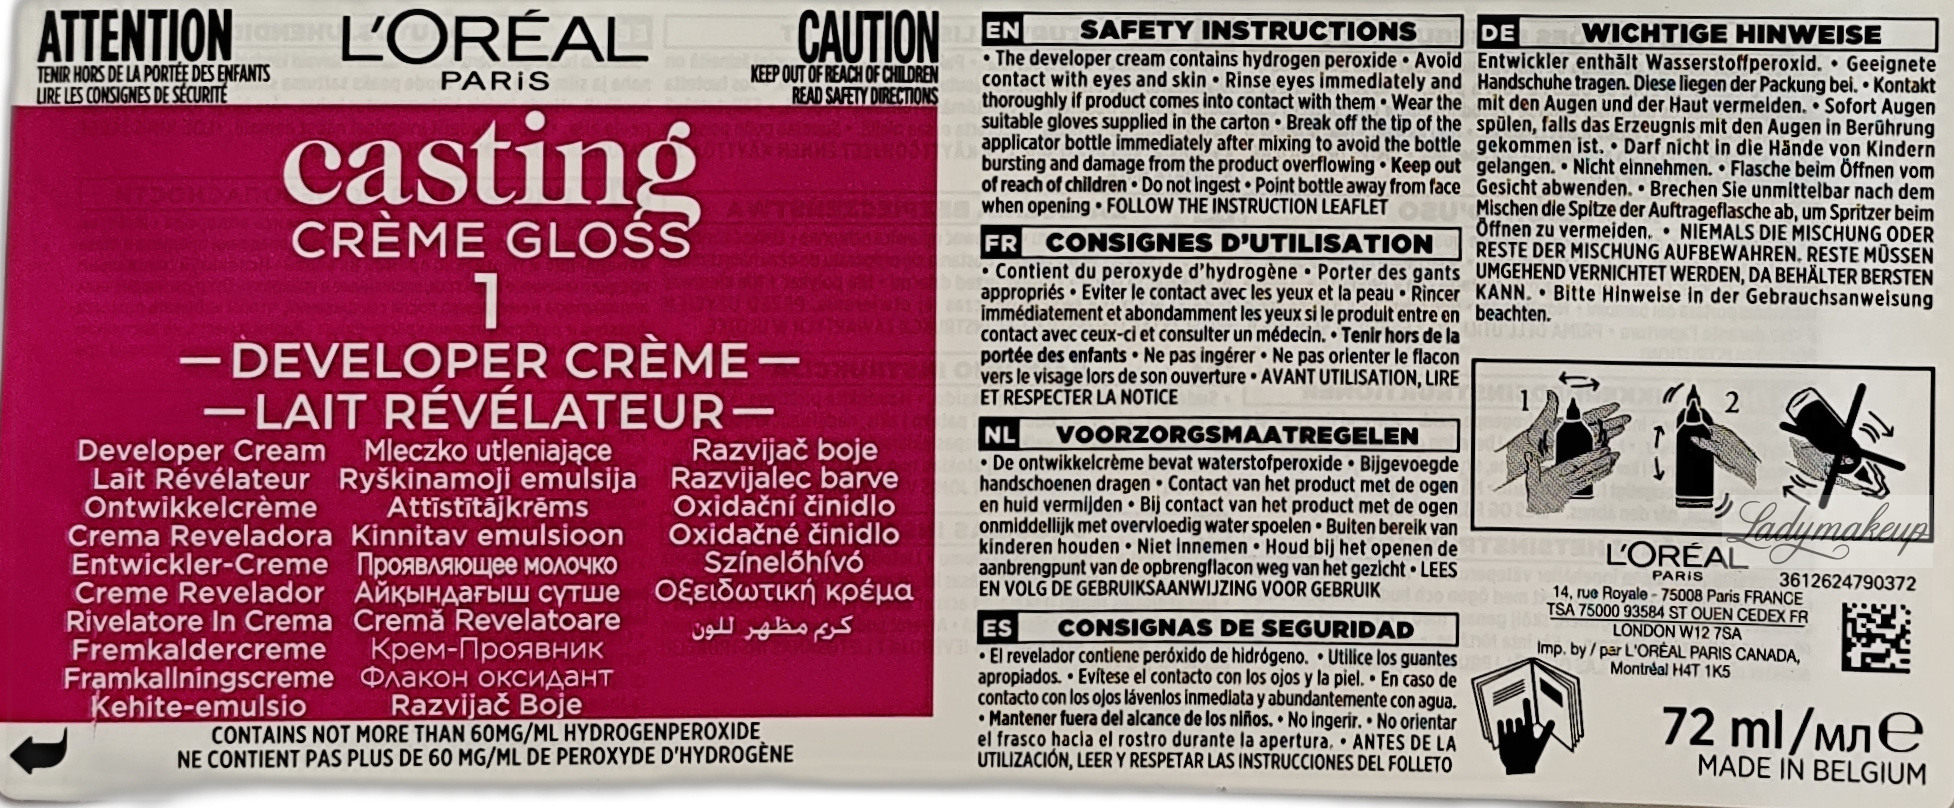 ATTENTION
TENIR HORS DE LA PORTÉE DES ENFANTS
LIRE LES CONSIGNES DE SÉCURITÉ
L'ORÉAL
PARIS
CAUTION
KEEP OUT OF REACH OF CHILDREN
READ SAFETY DIRECTIONS
casting
CRÈME GLOSS
1
—DEVELOPER CRÈME—
—LAIT RÉVÉLATEUR—
Developer Cream
Lait Révélateur
Ontwikkelcrème
Crema Reveladora
Entwickler-Creme
Creme Revelador
Rivelatore In Crema
Fremkaldercreme
Framkallningscreme
Kehite-emulsio
Mleczko utleniające
Ryškinamoji emulsija
Attīstītājkrēms
Kinnitav emulsioon
Проявляющее молочко
Айқындағыш сүтше
Cremă Revelatoare
Крем-Проявник
Флакон оксидант
Razvijač Boje
Razvijač boje
Razvijalec barve
Oxidační činidlo
Oxidačné činidlo
Színelőhívó
Οξειδωτική κρέμα
كريم مظهر للون
CONTAINS NOT MORE THAN 60MG/ML HYDROGENPEROXIDE
NE CONTIENT PAS PLUS DE 60 MG/ML DE PEROXYDE D'HYDROGÈNE
EN SAFETY INSTRUCTIONS
• The developer cream contains hydrogen peroxide • Avoid
contact with eyes and skin • Rinse eyes immediately and
thoroughly if product comes into contact with them • Wear the
suitable gloves supplied in the carton • Break off the tip of the
applicator bottle immediately after mixing to avoid the bottle
bursting and damage from the product overflowing • Keep out
of reach of children • Do not ingest • Point bottle away from face
when opening • FOLLOW THE INSTRUCTION LEAFLET
FR CONSIGNES D'UTILISATION
• Contient du peroxyde d'hydrogène • Porter des gants
appropriés • Eviter le contact avec les yeux et la peau • Rincer
immédiatement et abondamment les yeux si le produit entre en
contact avec ceux-ci et consulter un médecin. • Tenir hors de la
portée des enfants • Ne pas ingérer • Ne pas orienter le flacon
vers le visage lors de son ouverture • AVANT UTILISATION, LIRE
ET RESPECTER LA NOTICE
NL VOORZORGSMAATREGELEN
• De ontwikkelcrème bevat waterstofperoxide • Bijgevoegde
handschoenen dragen • Contact van het product met de ogen
en huid vermijden • Bij contact van het product met de ogen
onmiddellijk met overvloedig water spoelen • Buiten bereik van
kinderen houden • Niet innemen • Houd bij het openen de
aanbrengpunt van de opbrengflacon weg van het gezicht • LEES
EN VOLG DE GEBRUIKSAANWIJZING VOOR GEBRUIK
ES CONSIGNAS DE SEGURIDAD
• El revelador contiene peróxido de hidrógeno. • Utilice los guantes
apropiados. • Evítese el contacto con los ojos y la piel. • En caso de
contacto con los ojos lávenlos inmediata y abundantemente con agua.
• Mantener fuera del alcance de los niños. • No ingerir. • No orientar
el frasco hacia el rostro durante la apertura. • ANTES DE LA
UTILIZACIÓN, LEER Y RESPETAR LAS INSTRUCCIONES DEL FOLLETO
DE WICHTIGE HINWEISE
Entwickler enthält Wasserstoffperoxid. • Geeignete
Handschuhe tragen. Diese liegen der Packung bei. • Kontakt
mit den Augen und der Haut vermeiden. • Sofort Augen
spülen, falls das Erzeugnis mit den Augen in Berührung
gekommen ist. • Darf nicht in die Hände von Kindern
gelangen. • Nicht einnehmen. • Flasche beim Öffnen vom
Gesicht abwenden. • Brechen Sie unmittelbar nach dem
Mischen die Spitze der Auftrageflasche ab, um Spritzer beim
Öffnen zu vermeiden. • NIEMALS DIE MISCHUNG ODER
RESTE DER MISCHUNG AUFBEWAHREN. RESTE MÜSSEN
UMGEHEND VERNICHTET WERDEN, DA BEHÄLTER BERSTEN
KANN. • Bitte Hinweise in der Gebrauchsanweisung
beachten.
1 2
Ladymakeup
L'ORÉAL
PARIS
3612624790372
14, rue Royale - 75008 Paris FRANCE
TSA 75000 93584 ST OUEN CEDEX FR
LONDON W12 7SA
Imp. by / par L'ORÉAL PARIS CANADA,
Montréal H4T 1K5
72 ml/мл e
MADE IN BELGIUM